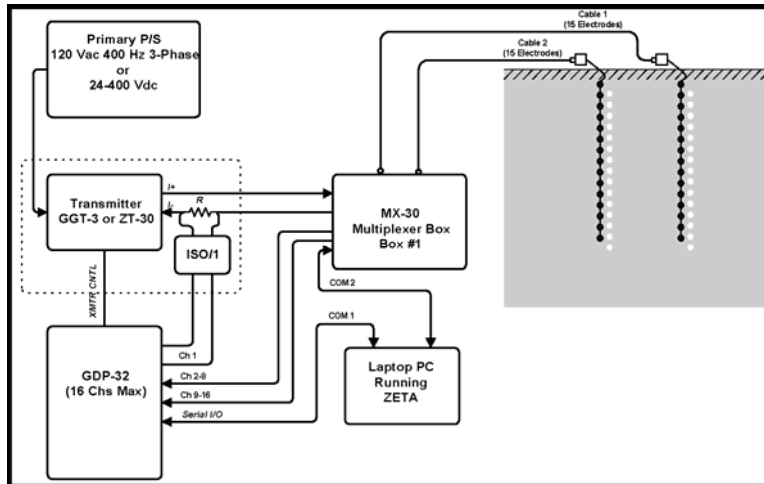 Primary P/S
120 Vac 400 Hz 3-Phase
or
24-400 Vdc
Cable 1
(15 Electrodes)
Cable 2
(15 Electrodes)
Transmitter
GGT-3 or ZT-30
I+
I-
R
ISO/1
MX-30
Multiplexer Box
Box #1
XMTR CNTL
COM 2
COM 1
GDP-32
(16 Chs Max)
Ch 1
Ch 2-8
Ch 9-16
Serial I/O
Laptop PC
Running
ZETA